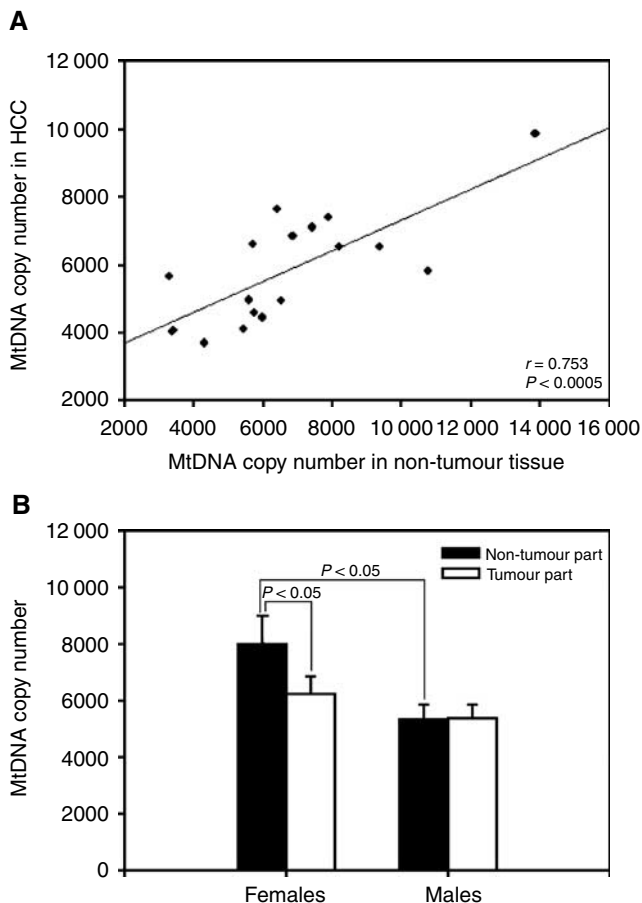 A
12 000
10 000
8000
6000
4000
2000
MtDNA copy number in HCC
r = 0.753
P < 0.0005
2000 4000 6000 8000 10 000 12 000 14 000 16 000
MtDNA copy number in non-tumour tissue
B
12 000
10 000
8000
6000
4000
2000
0
MtDNA copy number
Non-tumour part
Tumour part
P < 0.05
P < 0.05
Females Males